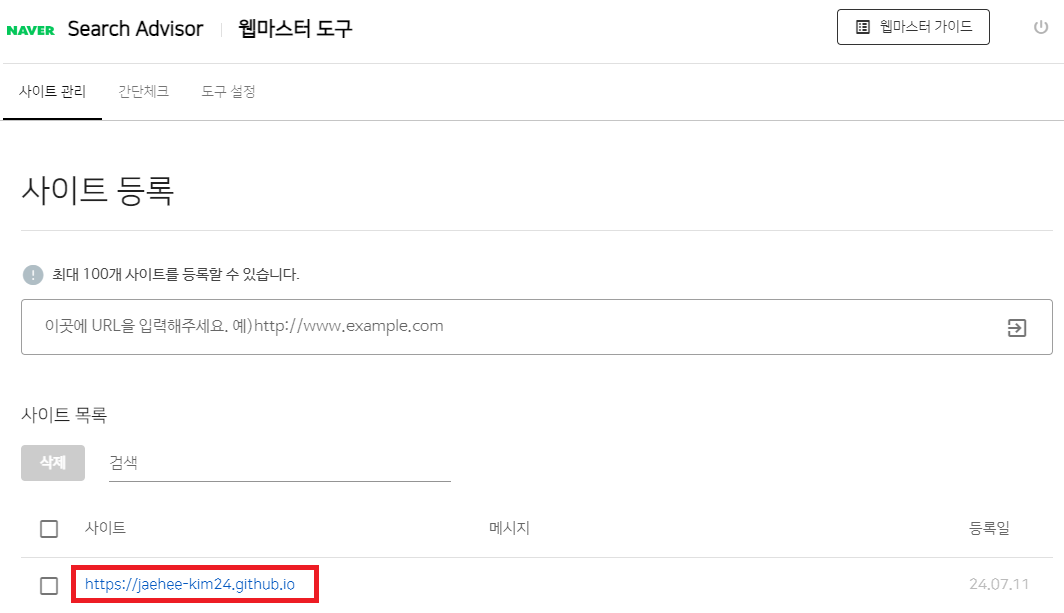 NAVER Search Advisor 웹마스터 도구 웹마스터 가이드
사이트 관리 간단체크 도구 설정
사이트 등록
! 최대 100개 사이트를 등록할 수 있습니다.
이곳에 URL을 입력해주세요. 예)http://www.example.com
사이트 목록
삭제 검색
사이트 메시지 등록일
https://jaehee-kim24.github.io 24.07.11